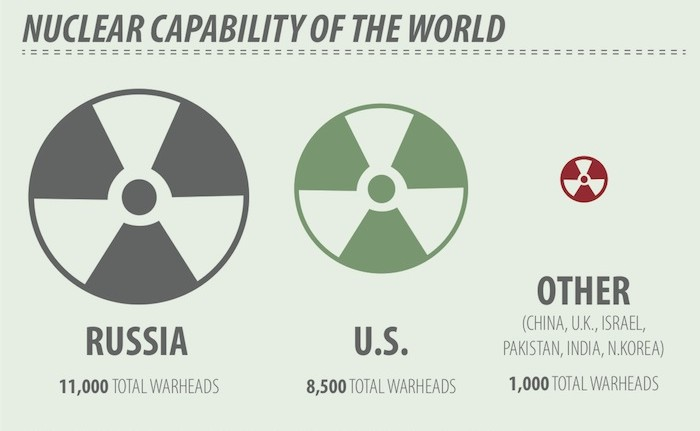 NUCLEAR CAPABILITY OF THE WORLD
RUSSIA
11,000 TOTAL WARHEADS
U.S.
8,500 TOTAL WARHEADS
OTHER
(CHINA, U.K., ISRAEL,
PAKISTAN, INDIA, N.KOREA)
1,000 TOTAL WARHEADS